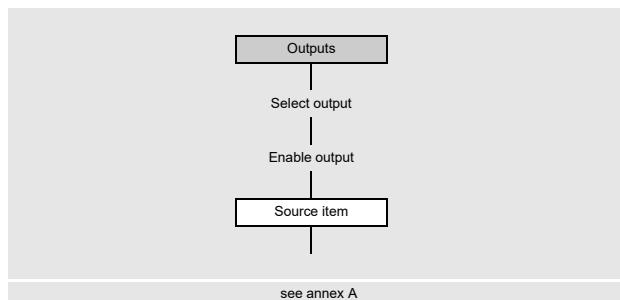 Outputs
Select output
Enable output
Source item
see annex A